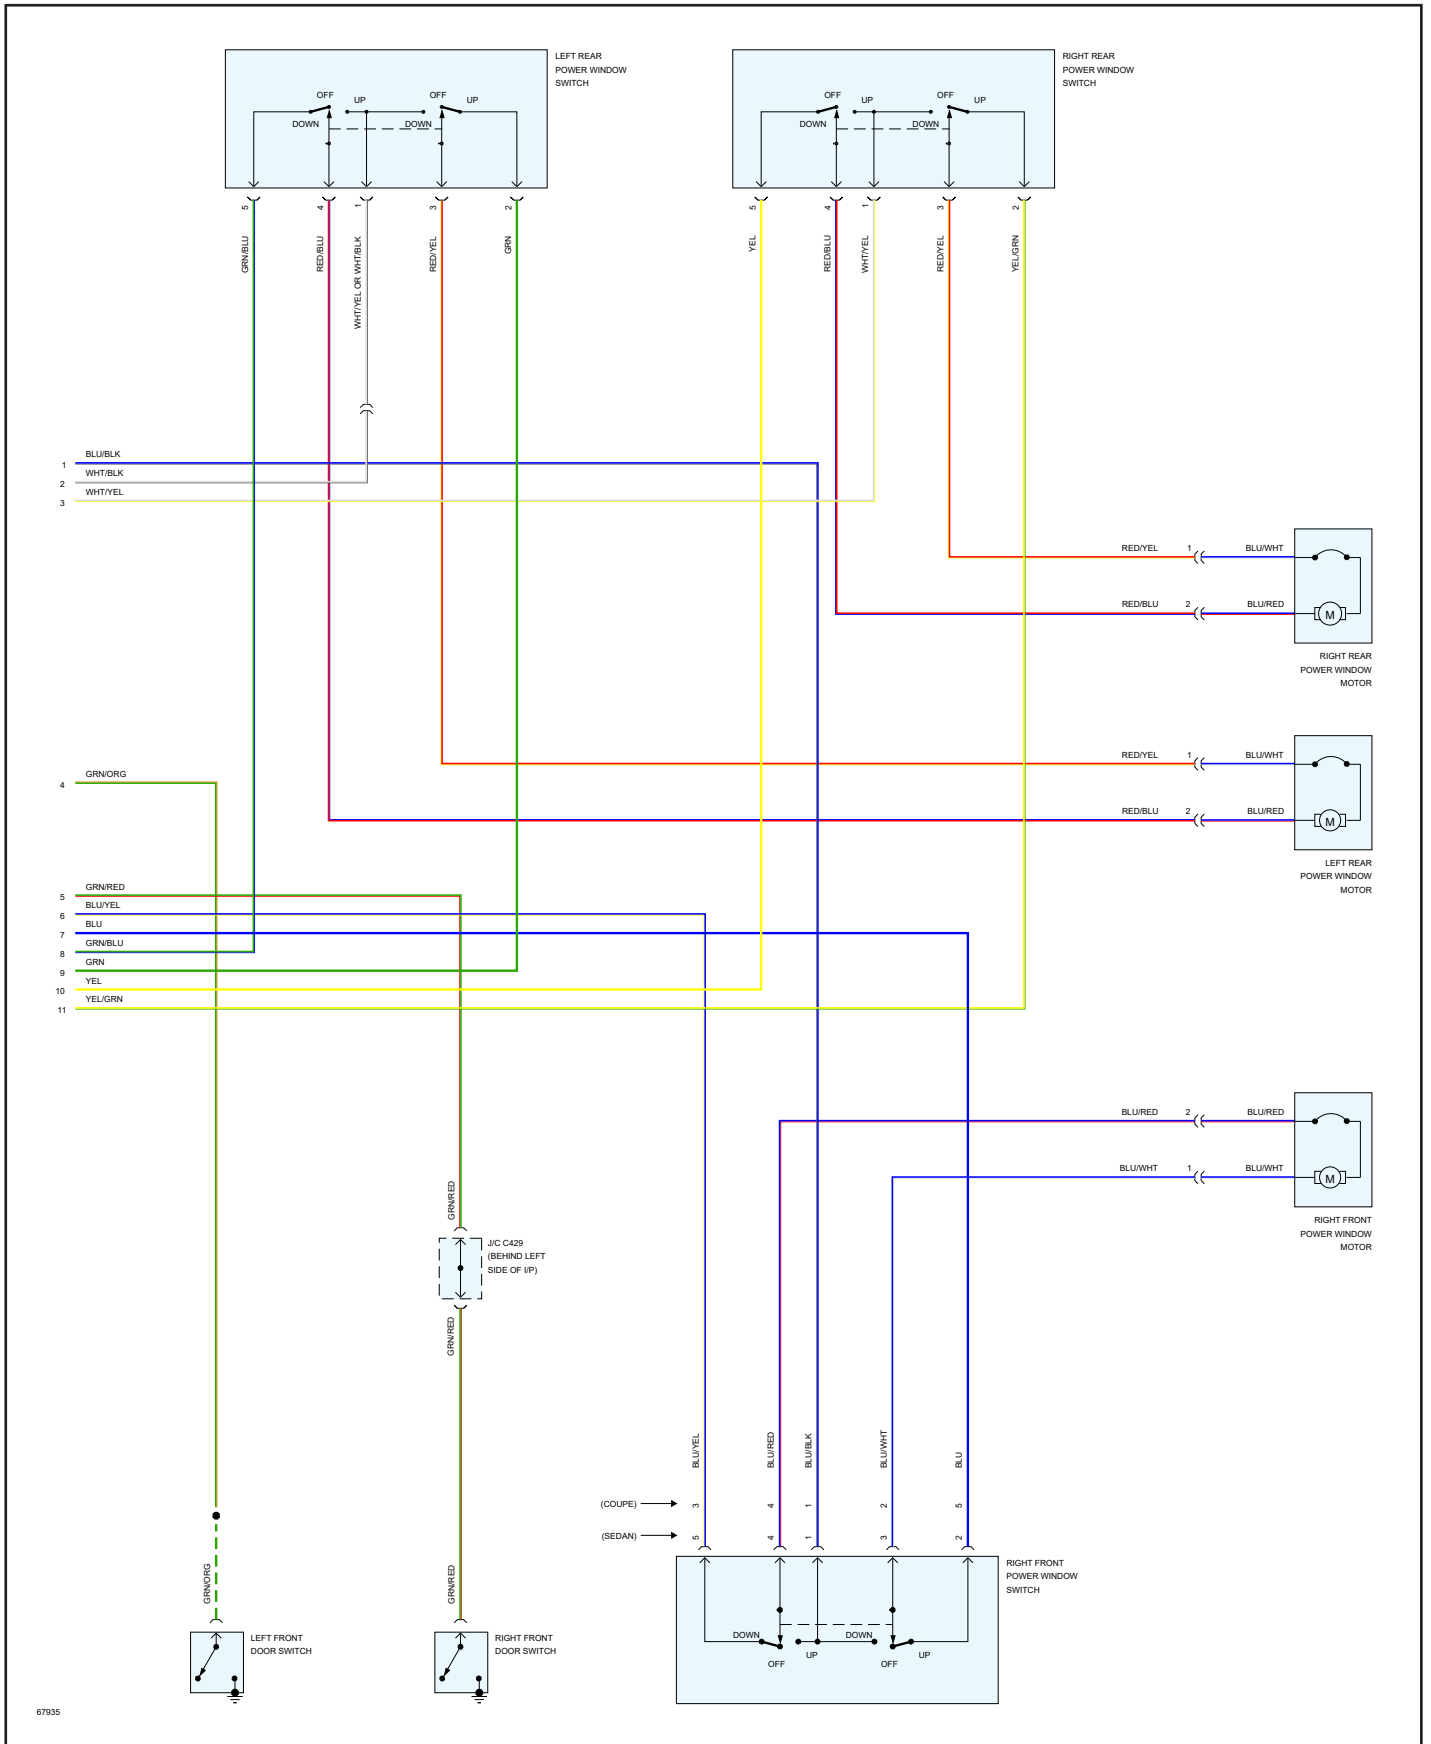 LEFT REAR
POWER WINDOW
SWITCH
OFF
UP
OFF
UP
DOWN
DOWN
5
4
1
3
2
GRN/BLU
RED/BLU
WHT/YEL OR WHT/BLK
RED/YEL
GRN
RIGHT REAR
POWER WINDOW
SWITCH
OFF
UP
OFF
UP
DOWN
DOWN
5
4
1
3
2
YEL
RED/BLU
WHT/YEL
RED/YEL
YEL/GRN
1
BLU/BLK
2
WHT/BLK
3
WHT/YEL
RED/YEL
1
BLU/WHT
RED/BLU
2
BLU/RED
M
RIGHT REAR
POWER WINDOW
MOTOR
RED/YEL
1
BLU/WHT
RED/BLU
2
BLU/RED
M
LEFT REAR
POWER WINDOW
MOTOR
4
GRN/ORG
5
GRN/RED
6
BLU/YEL
7
BLU
8
GRN/BLU
9
GRN
10
YEL
11
YEL/GRN
BLU/RED
2
BLU/RED
BLU/WHT
1
BLU/WHT
M
RIGHT FRONT
POWER WINDOW
MOTOR
GRN/RED
J/C C429
(BEHIND LEFT
SIDE OF I/P)
GRN/RED
BLU/YEL
BLU/RED
BLU/BLK
BLU/WHT
BLU
(COUPE)
3
4
1
2
5
(SEDAN)
5
4
1
3
2
RIGHT FRONT
POWER WINDOW
SWITCH
DOWN
DOWN
OFF
UP
OFF
UP
GRN/ORG
LEFT FRONT
DOOR SWITCH
GRN/RED
RIGHT FRONT
DOOR SWITCH
67935